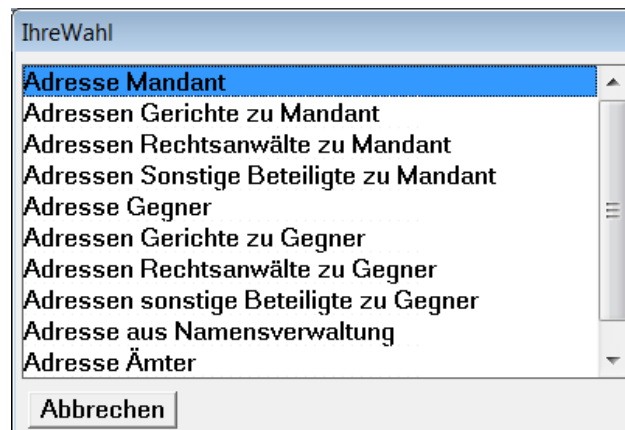 IhreWahl
Adresse Mandant
Adressen Gerichte zu Mandant
Adressen Rechtsanwälte zu Mandant
Adressen Sonstige Beteiligte zu Mandant
Adresse Gegner
Adressen Gerichte zu Gegner
Adressen Rechtsanwälte zu Gegner
Adressen sonstige Beteiligte zu Gegner
Adresse aus Namensverwaltung
Adresse Ämter
Abbrechen